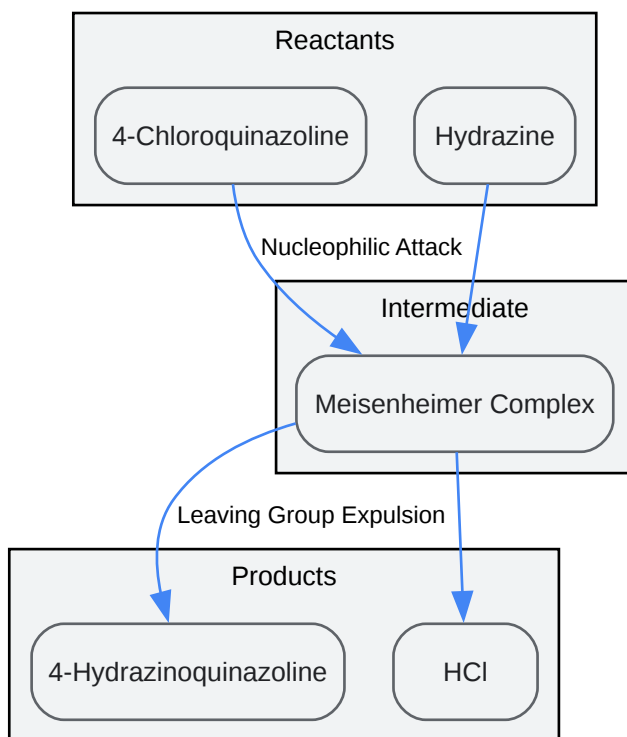 Reactants
4-Chloroquinazoline
Hydrazine
Nucleophilic Attack
Intermediate
Meisenheimer Complex
Leaving Group Expulsion
Products
4-Hydrazinoquinazoline
HCl